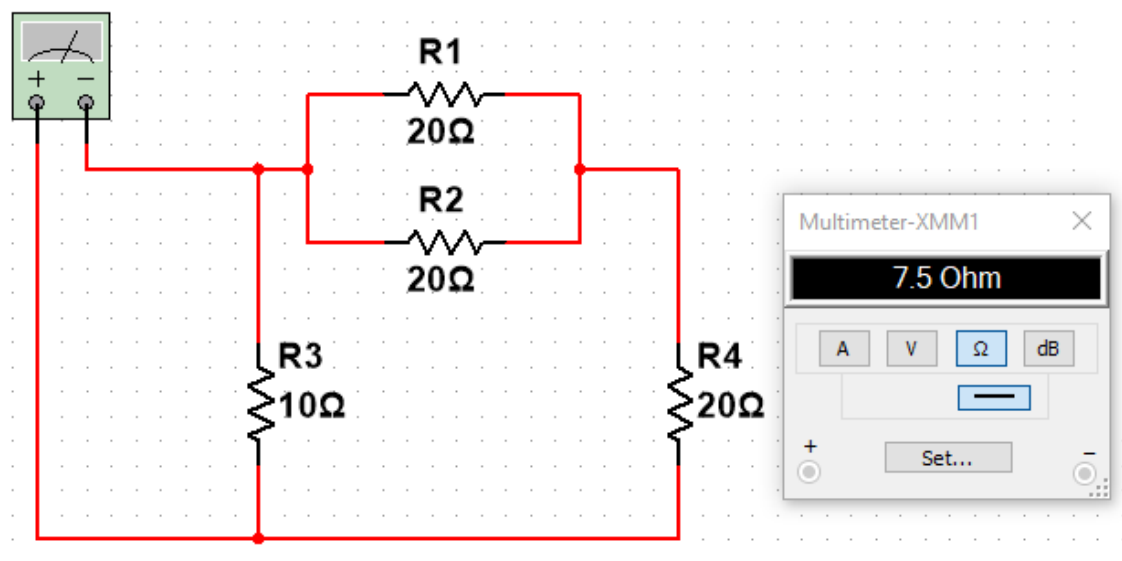 + −
R1
20Ω
R2
20Ω
R3
10Ω
R4
20Ω
Multimeter-XMM1
7.5 Ohm
A V Ω dB
+ Set... −